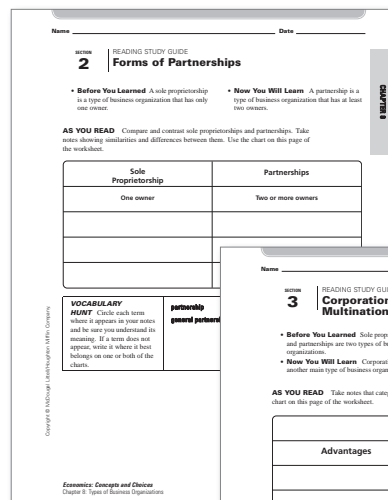 Name
Date
SECTION
2
READING STUDY GUIDE
Forms of Partnerships
• Before You Learned A sole proprietorship
is a type of business organization that has only
one owner.
• Now You Will Learn A partnership is a
type of business organization that has at least
two owners.
CHAPTER 8
AS YOU READ Compare and contrast sole proprietorships and partnerships. Take
notes showing similarities and differences between them. Use the chart on this page of
the worksheet.
Sole
Proprietorship
Partnerships
One owner
Two or more owners
VOCABULARY
HUNT Circle each term
where it appears in your notes
and be sure you understand its
meaning. If a term does not
appear, write it where it best
belongs on one or both of the
charts.
partnership
general partnersh
Copyright © McDougal Littell/Houghton Mifflin Company
Economics: Concepts and Choices
Chapter 8: Types of Business Organizations
Name
SECTION
3
READING STUDY GUI
Corporation
Multination
• Before You Learned Sole propr
and partnerships are two types of bu
organizations.
• Now You Will Learn Corporat
another main type of business organ
AS YOU READ Take notes that categ
chart on this page of the worksheet.
Advantages